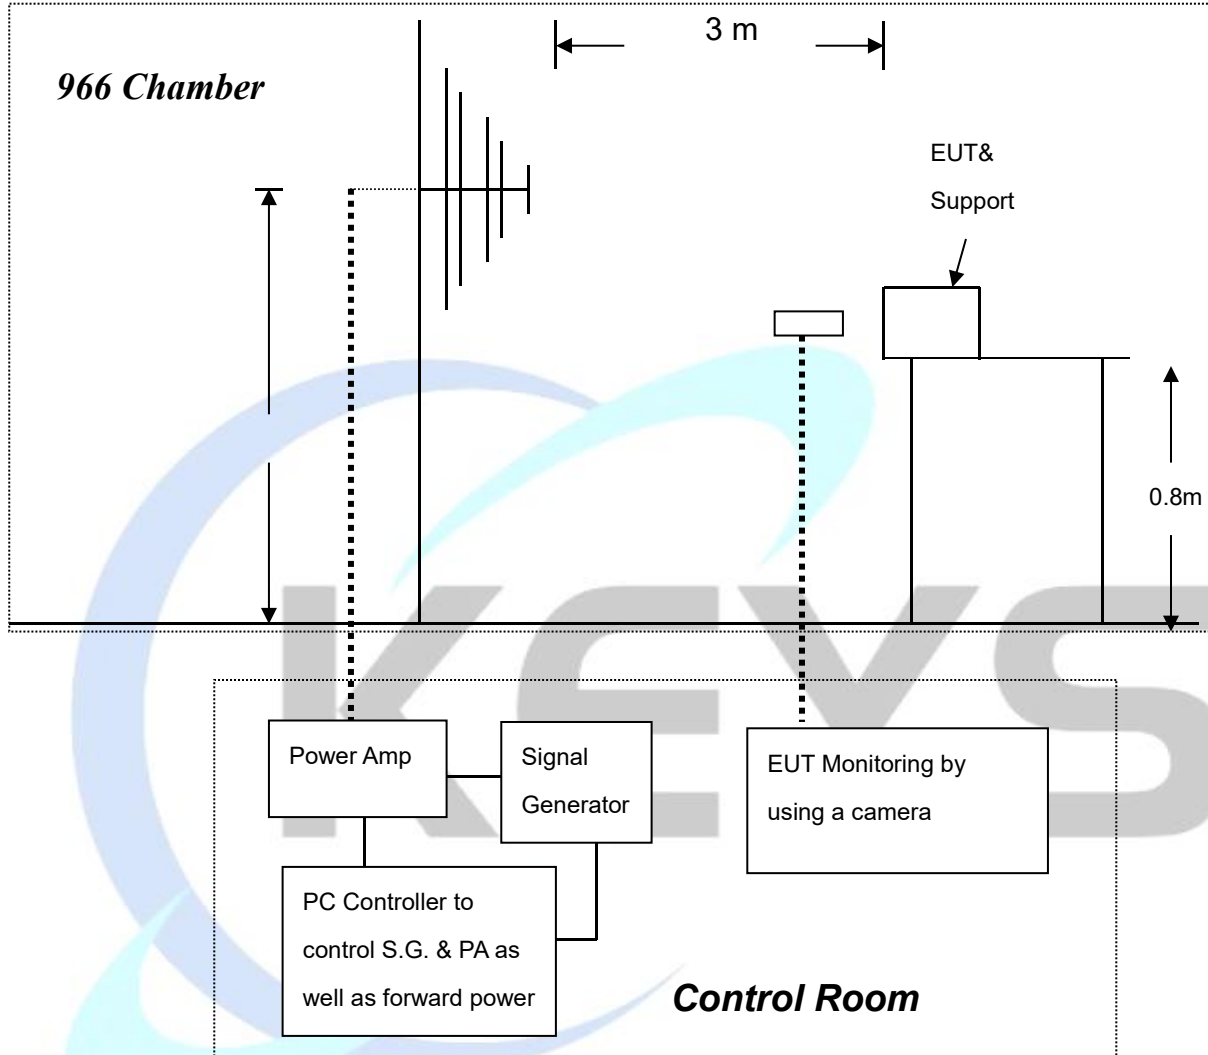 3 m
966 Chamber
EUT&
Support
0.8m
KEYS
Power Amp
Signal
Generator
EUT Monitoring by
using a camera
PC Controller to
control S.G. & PA as
well as forward power
Control Room